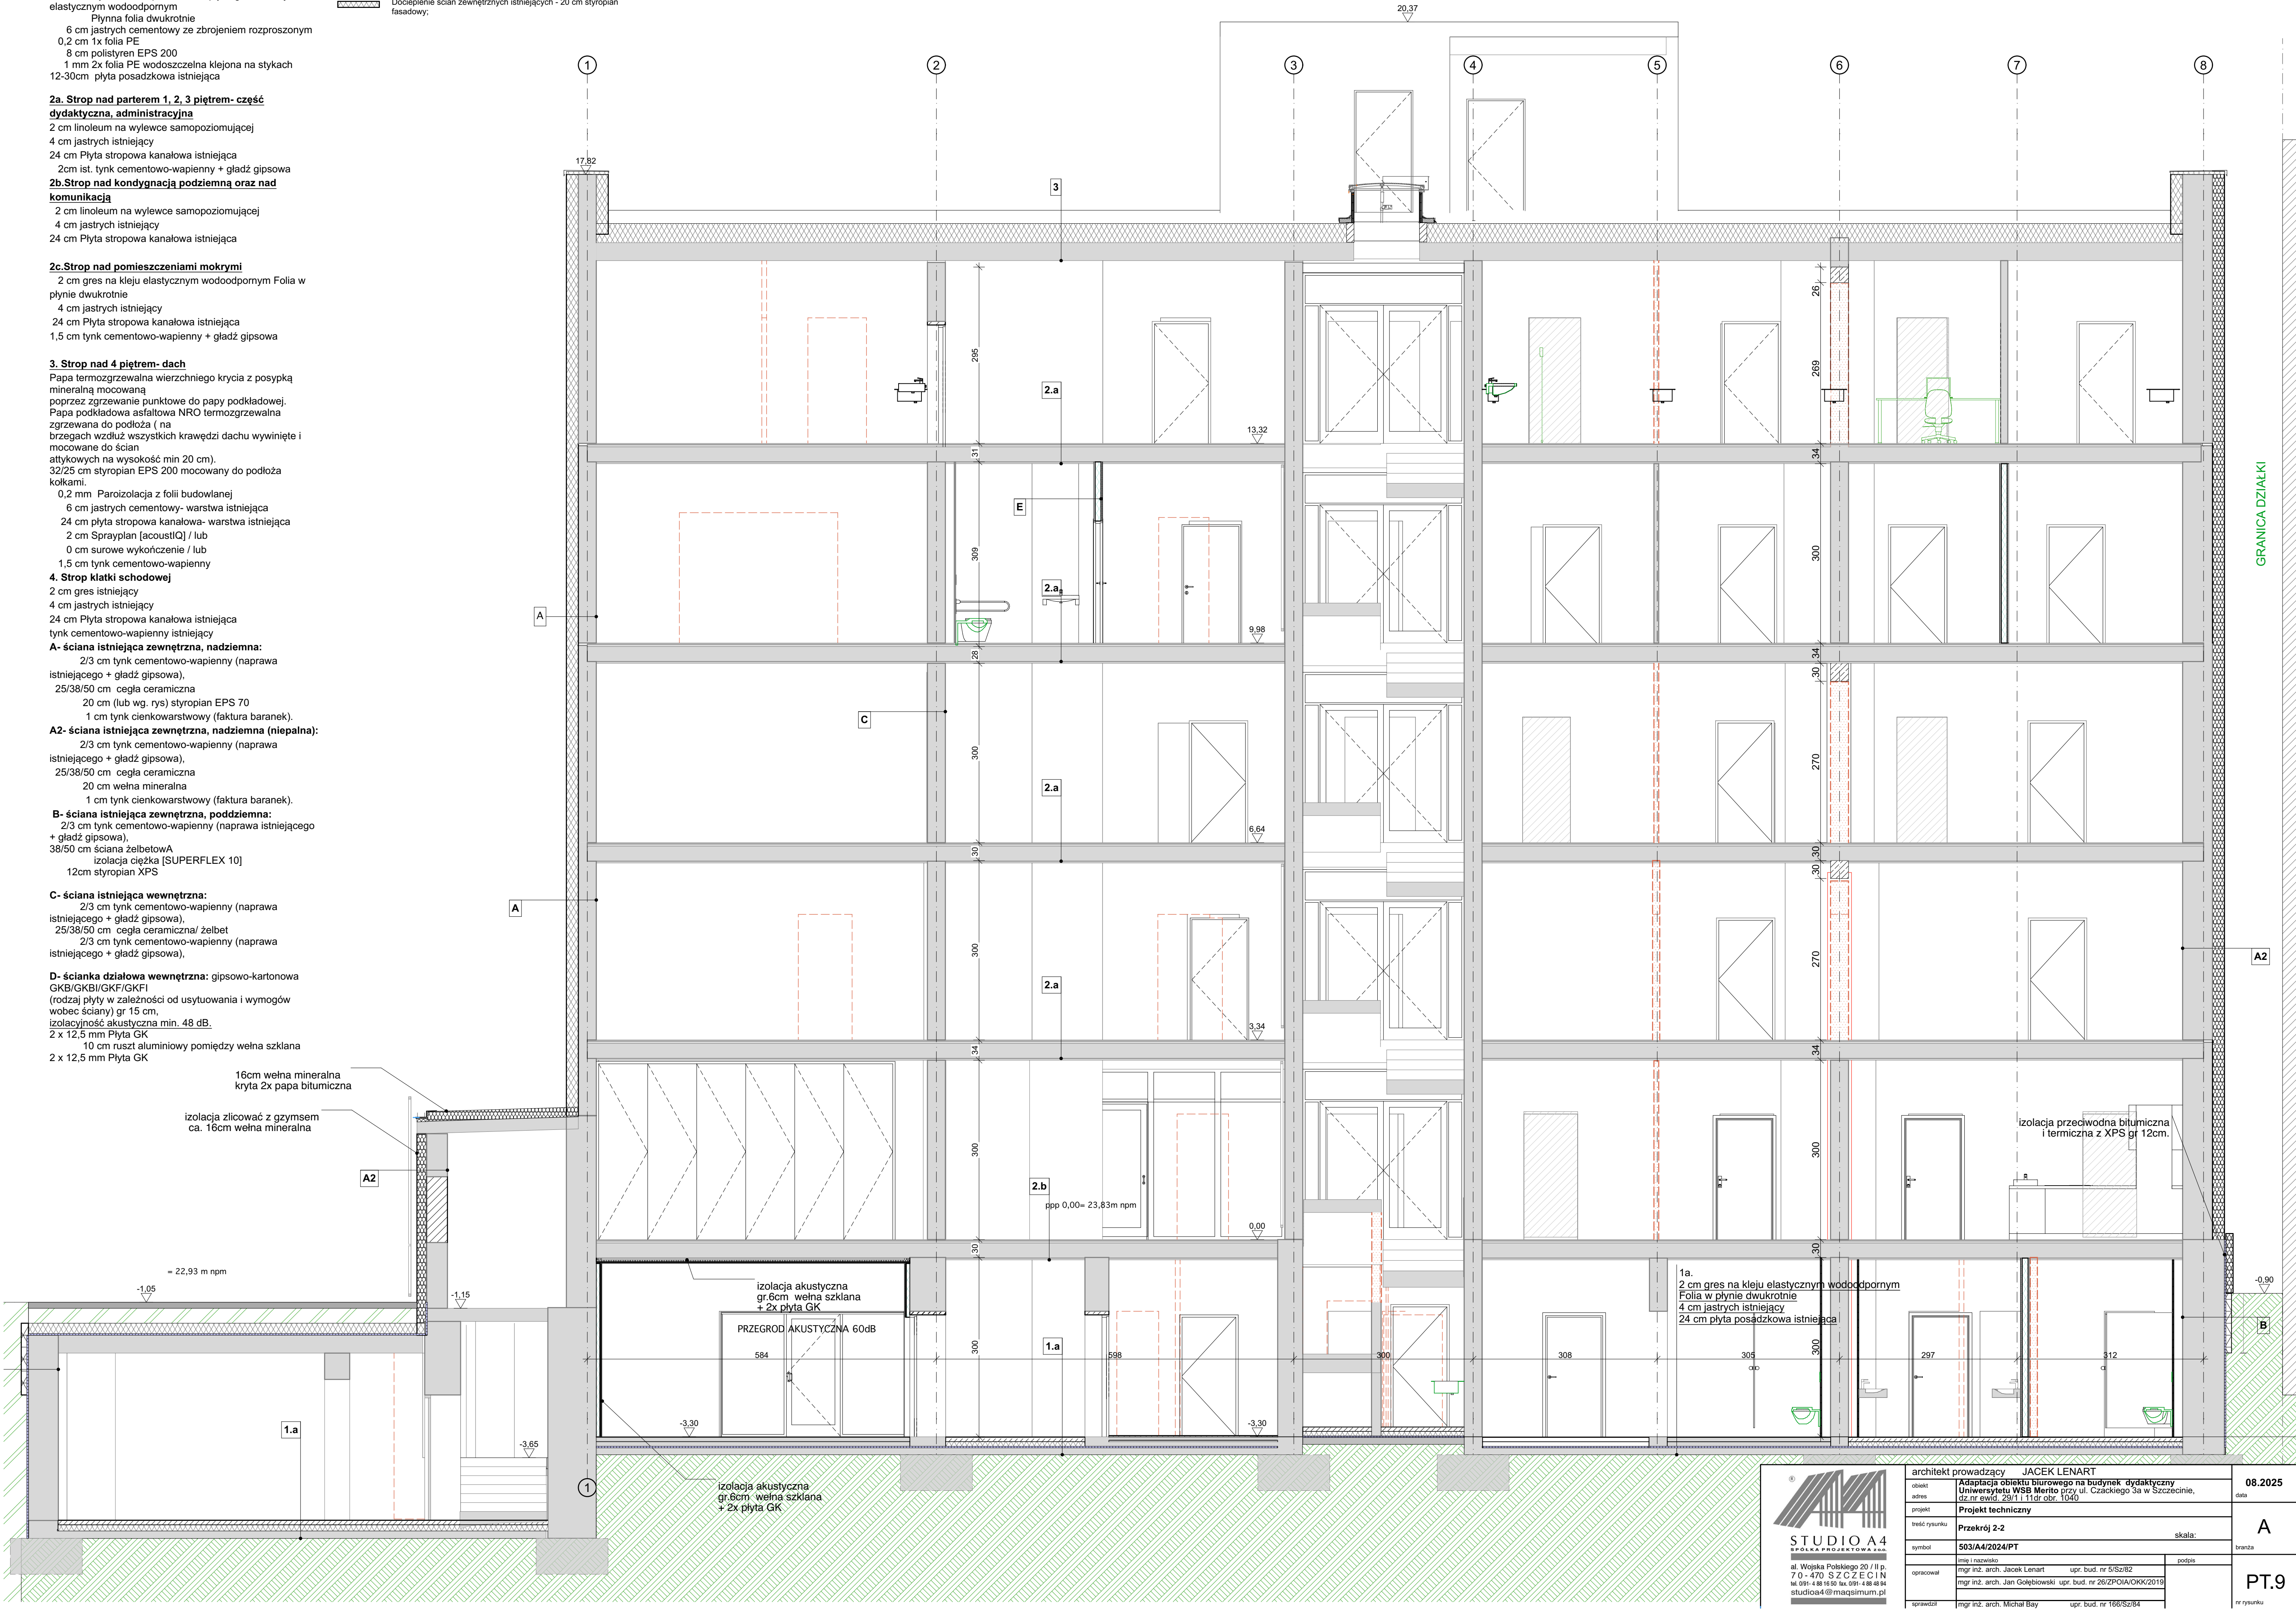 elastycznym wodoodpornym
Płynna folia dwukrotnie
6 cm jastrych cementowy ze zbrojeniem rozproszonym
0,2 cm 1x folia PE
8 cm polistyren EPS 200
1 mm 2x folia PE wodoszczelna klejona na stykach
12-30cm płyta posadzkowa istniejąca
2a. Strop nad parterem 1, 2, 3 piętrem- część
dydaktyczna, administracyjna
2 cm linoleum na wylewce samopoziomującej
4 cm jastrych istniejący
24 cm Płyta stropowa kanałowa istniejąca
2cm ist. tynk cementowo-wapienny + gładź gipsowa
2b.Strop nad kondygnacją podziemną oraz nad
komunikacją
2 cm linoleum na wylewce samopoziomującej
4 cm jastrych istniejący
24 cm Płyta stropowa kanałowa istniejąca
2c.Strop nad pomieszczeniami mokrymi
2 cm gres na kleju elastycznym wodoodpornym Folia w
płynie dwukrotnie
4 cm jastrych istniejący
24 cm Płyta stropowa kanałowa istniejąca
1,5 cm tynk cementowo-wapienny + gładź gipsowa
3. Strop nad 4 piętrem- dach
Papa termozgrzewalna wierzchniego krycia z posypką
mineralną mocowaną
poprzez zgrzewanie punktowe do papy podkładowej.
Papa podkładowa asfaltowa NRO termozgrzewalna
zgrzewana do podłoża ( na
brzegach wzdłuż wszystkich krawędzi dachu wywinięte i
mocowane do ścian
attykowych na wysokość min 20 cm).
32/25 cm styropian EPS 200 mocowany do podłoża
kołkami.
0,2 mm Paroizolacja z folii budowlanej
6 cm jastrych cementowy- warstwa istniejąca
24 cm płyta stropowa kanałowa- warstwa istniejąca
2 cm Sprayplan [acoustIQ] / lub
0 cm surowe wykończenie / lub
1,5 cm tynk cementowo-wapienny
4. Strop klatki schodowej
2 cm gres istniejący
4 cm jastrych istniejący
24 cm Płyta stropowa kanałowa istniejąca
tynk cementowo-wapienny istniejący
A- ściana istniejąca zewnętrzna, nadziemna:
2/3 cm tynk cementowo-wapienny (naprawa
istniejącego + gładź gipsowa),
25/38/50 cm cegła ceramiczna
20 cm (lub wg. rys) styropian EPS 70
1 cm tynk cienkowarstwowy (faktura baranek).
A2- ściana istniejąca zewnętrzna, nadziemna (niepalna):
2/3 cm tynk cementowo-wapienny (naprawa
istniejącego + gładź gipsowa),
25/38/50 cm cegła ceramiczna
20 cm wełna mineralna
1 cm tynk cienkowarstwowy (faktura baranek).
B- ściana istniejąca zewnętrzna, poddziemna:
2/3 cm tynk cementowo-wapienny (naprawa istniejącego
+ gładź gipsowa),
38/50 cm ściana żelbetowA
izolacja ciężka [SUPERFLEX 10]
12cm styropian XPS
C- ściana istniejąca wewnętrzna:
2/3 cm tynk cementowo-wapienny (naprawa
istniejącego + gładź gipsowa),
25/38/50 cm cegła ceramiczna/ żelbet
2/3 cm tynk cementowo-wapienny (naprawa
istniejącego + gładź gipsowa),
D- ścianka działowa wewnętrzna: gipsowo-kartonowa
GKB/GKBI/GKF/GKFI
(rodzaj płyty w zależności od usytuowania i wymogów
wobec ściany) gr 15 cm,
izolacyjność akustyczna min. 48 dB.
2 x 12,5 mm Płyta GK
10 cm ruszt aluminiowy pomiędzy wełna szklana
2 x 12,5 mm Płyta GK
Docieplenie ścian zewnętrznych istniejących - 20 cm styropian
fasadowy;
20,37
1 2 3 4 5 6 7 8
17,82
3
295
26
269
2.a
13,32
31
34
E
309
300
2.a
A
9,98
28
34
30
C
300
270
2.a
6,64
30
30
30
A
300
270
2.a
A2
3,34
34
34
16cm wełna mineralna
kryta 2x papa bitumiczna
izolacja zlicować z gzymsem
ca. 16cm wełna mineralna
A2
300
300
izolacja przeciwodna bitumiczna
i termiczna z XPS gr 12cm.
2.b
ppp 0,00= 23,83m npm
0,00
30
30
= 22,93 m npm
-1,05
-1,15
-0,90
izolacja akustyczna
gr.6cm wełna szklana
+ 2x płyta GK
PRZEGROD AKUSTYCZNA 60dB
1a.
2 cm gres na kleju elastycznym wodoodpornym
Folia w płynie dwukrotnie
4 cm jastrych istniejący
24 cm płyta posadzkowa istniejąca
B
300
1.a
300
584 598 300 308 305 297 312
1.a
-3,30
-3,30
-3,65
1
izolacja akustyczna
gr.6cm wełna szklana
+ 2x płyta GK
GRANICA DZIAŁKI
STUDIO A4
SPÓŁKA PROJEKTOWA z o.o.
al. Wojska Polskiego 20 / II p.
70-470 SZCZECIN
tel. 0/91- 4 88 16 50 fax. 0/91- 4 88 48 94
studioa4@maqsimum.pl
architekt prowadzący JACEK LENART
obiekt
adres
Adaptacja obiektu biurowego na budynek dydaktyczny
Uniwersytetu WSB Merito przy ul. Czackiego 3a w Szczecinie,
dz.nr ewid. 29/1 i 11dr obr. 1040
projekt Projekt techniczny
treść rysunku Przekrój 2-2
skala:
symbol 503/A4/2024/PT
imię i nazwisko podpis
opracował mgr inż. arch. Jacek Lenart upr. bud. nr 5/Sz/82
mgr inż. arch. Jan Gołębiowski upr. bud. nr 26/ZPOIA/OKK/2019
sprawdził mgr inż. arch. Michał Bay upr. bud. nr 166/Sz/84
08.2025
data
A
branża
PT.9
nr rysunku